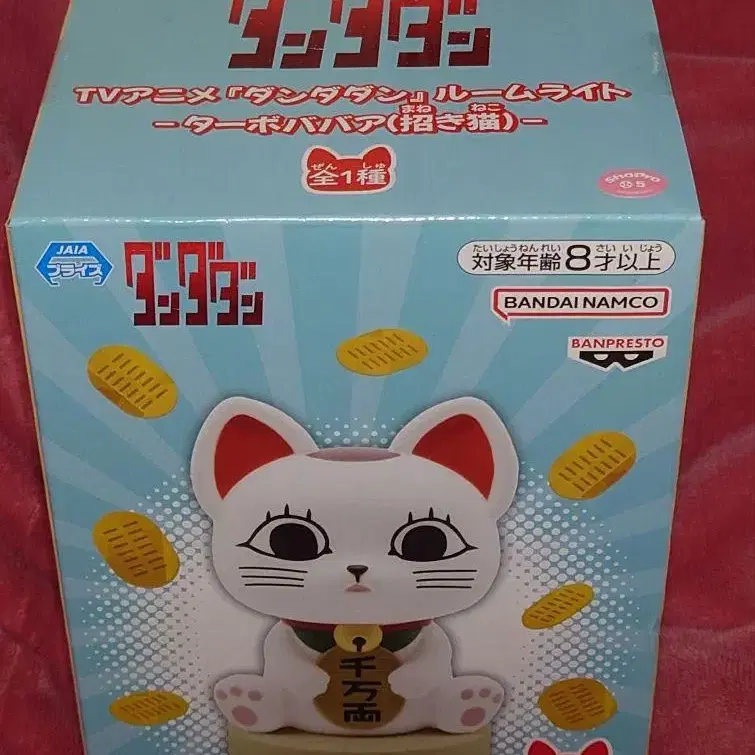 ダンダダン
TVアニメ『ダンダダン』ルームライト
まね ねこ
-ターボババア(招き猫)-
ぜん しゅ
全1種
ShoPro
5
JAIA
プライズ
ダンダダン
たいしょうねんれい さいいじょう
対象年齢8才以上
BANDAI NAMCO
BANPRESTO
千万両